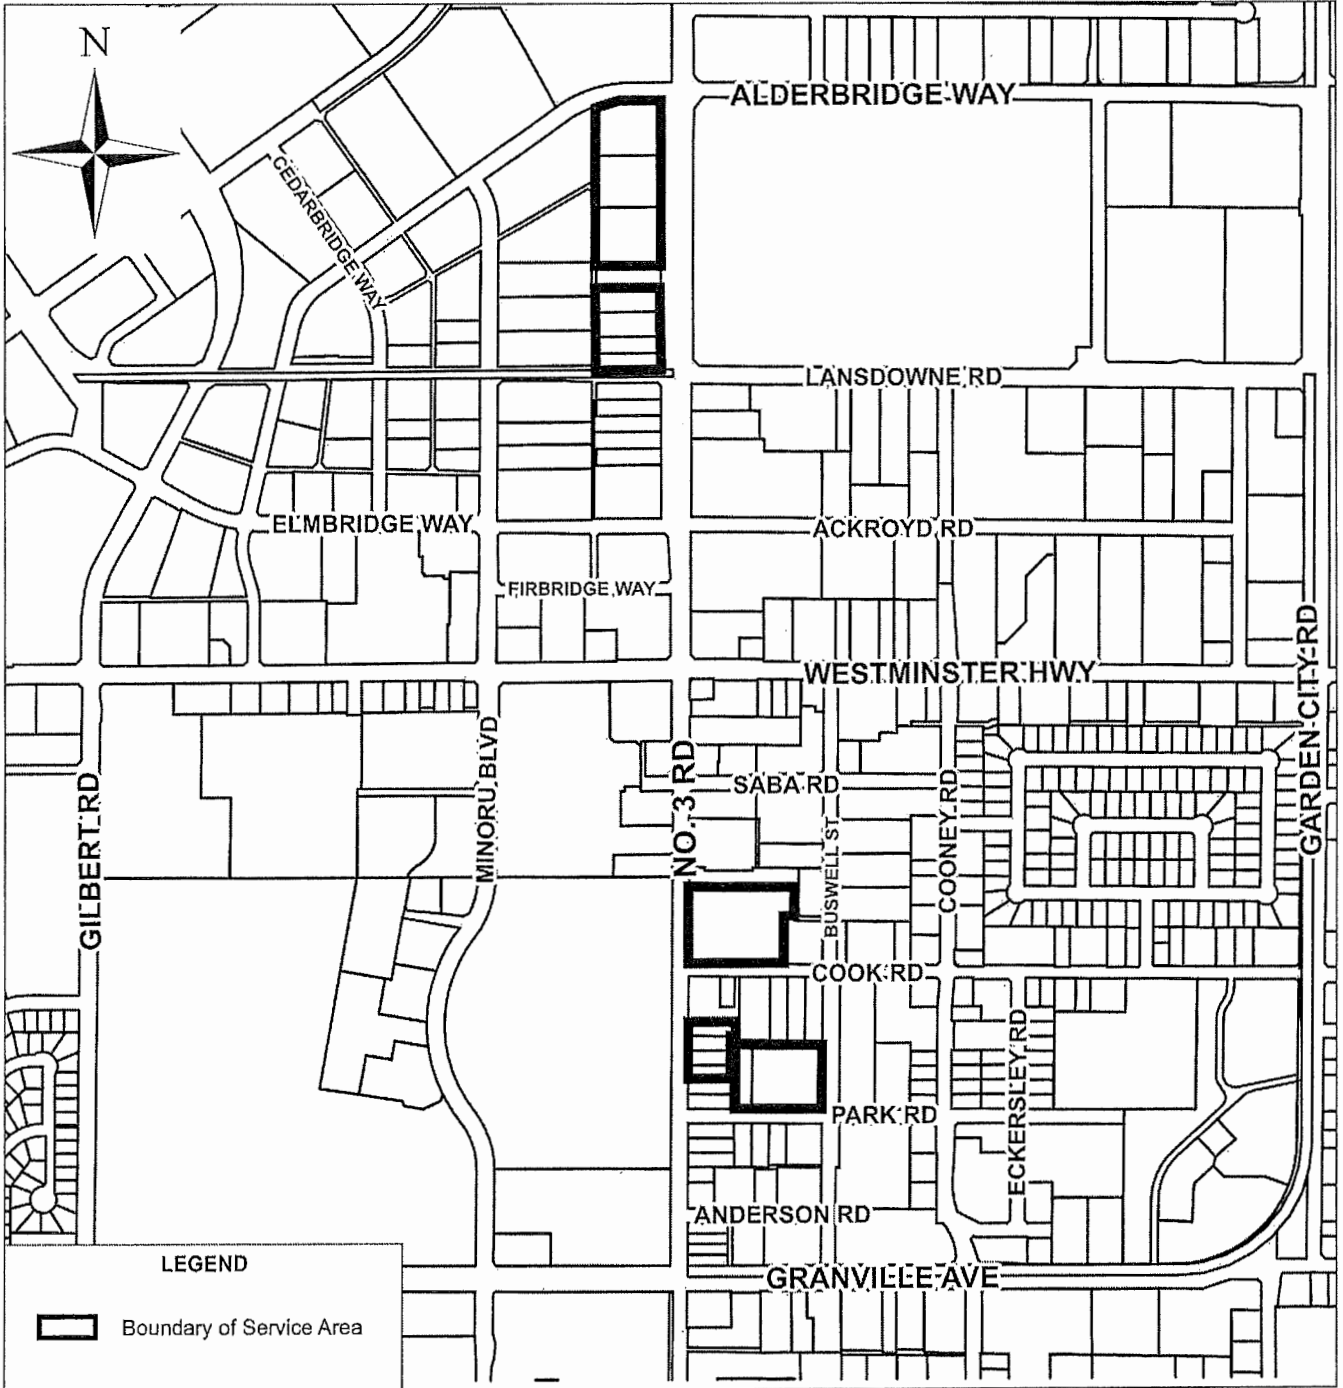 N
ALDERBRIDGE WAY
CEDARBRIDGE WAY
LANSDOWNE RD
ELMBRIDGE WAY
ACKROYD RD
FIRBRIDGE WAY
WESTMINSTER HWY
GARDEN CITY RD
GILBERT RD
MINORU BLVD
NO. 3 RD
SABA RD
BUSWELL ST
COONEY RD
COOK RD
ECKERSLEY RD
PARK RD
ANDERSON RD
GRANVILLE AVE
LEGEND
Boundary of Service Area